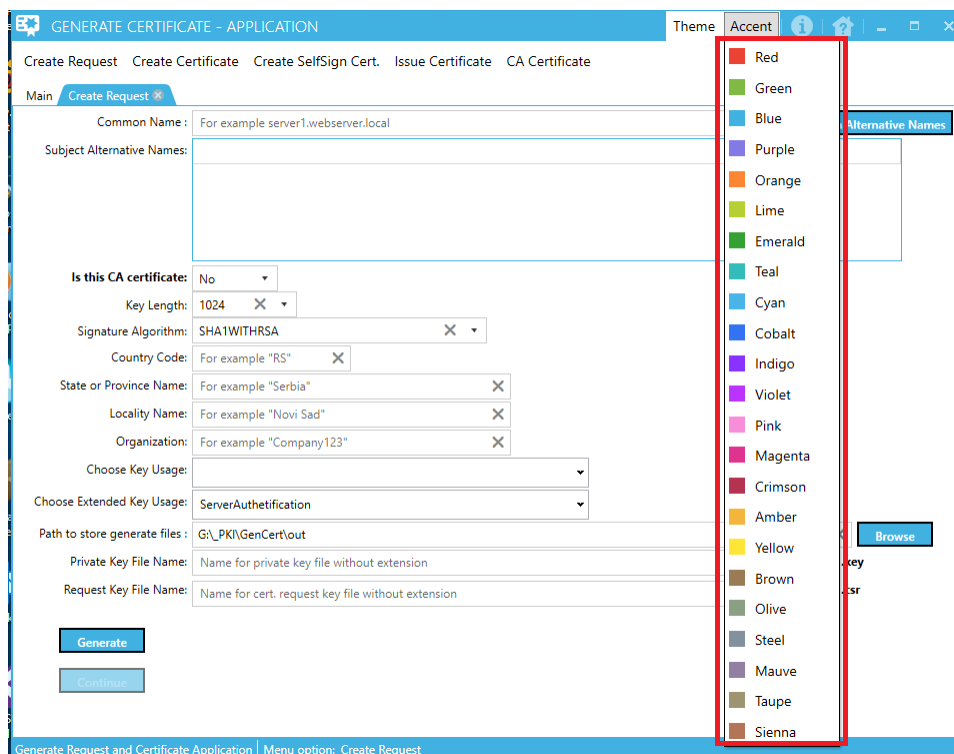 GENERATE CERTIFICATE - APPLICATION
Theme
Accent
Create Request
Create Certificate
Create SelfSign Cert.
Issue Certificate
CA Certificate
Main
Create Request
Common Name :
For example server1.webserver.local
Alternative Names
Subject Alternative Names:
Is this CA certificate:
No
Key Length:
1024
Signature Algorithm:
SHA1WITHRSA
Country Code:
For example "RS"
State or Province Name:
For example "Serbia"
Locality Name:
For example "Novi Sad"
Organization:
For example "Company123"
Choose Key Usage:
Choose Extended Key Usage:
ServerAuthetification
Path to store generate files :
G:\_PKI\GenCert\out
Browse
Private Key File Name:
Name for private key file without extension
.key
Request Key File Name:
Name for cert. request key file without extension
.csr
Generate
Continue
Red
Green
Blue
Purple
Orange
Lime
Emerald
Teal
Cyan
Cobalt
Indigo
Violet
Pink
Magenta
Crimson
Amber
Yellow
Brown
Olive
Steel
Mauve
Taupe
Sienna
Generate Request and Certificate Application
Menu option: Create Request